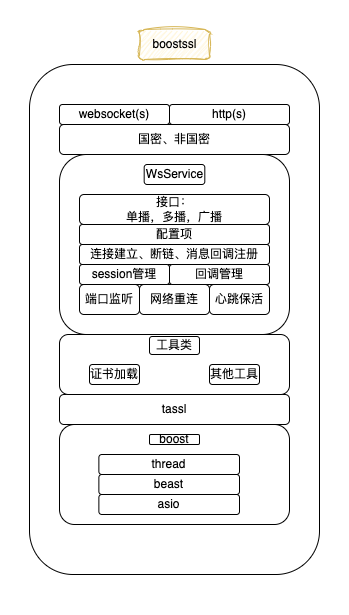 boostssl
websocket(s) http(s)
国密、非国密
WsService
接口：
单播，多播，广播
配置项
连接建立、断链、消息回调注册
session管理 回调管理
端口监听 网络重连 心跳保活
工具类
证书加载 其他工具
tassl
boost
thread
beast
asio